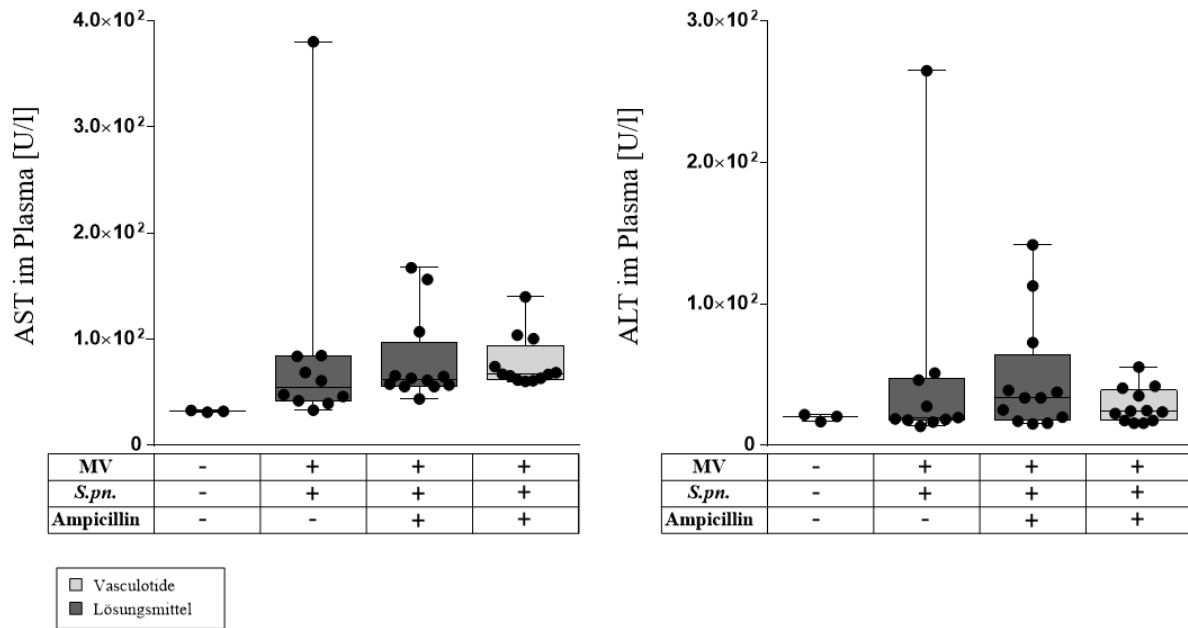 AST im Plasma [U/l]
4.0×10²
3.0×10²
2.0×10²
1.0×10²
0
MV - + + +
S.pn. - + + +
Ampicillin - - + +
ALT im Plasma [U/l]
3.0×10²
2.0×10²
1.0×10²
0
MV - + + +
S.pn. - + + +
Ampicillin - - + +
Vasculotide
Lösungsmittel